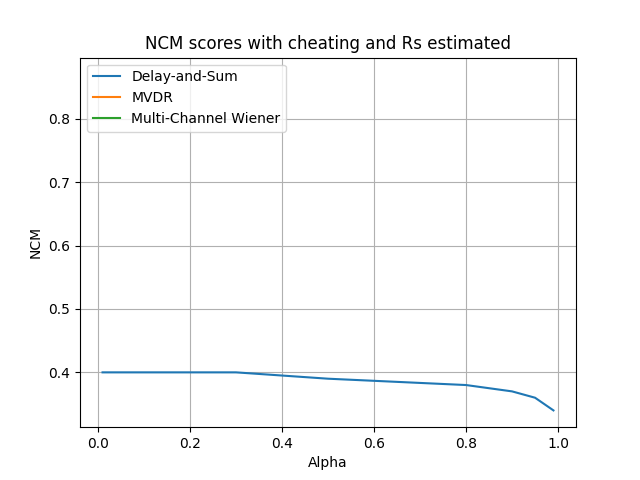 NCM scores with cheating and Rs estimated
Delay-and-Sum
MVDR
Multi-Channel Wiener
NCM
0.8
0.7
0.6
0.5
0.4
0.0 0.2 0.4 0.6 0.8 1.0
Alpha